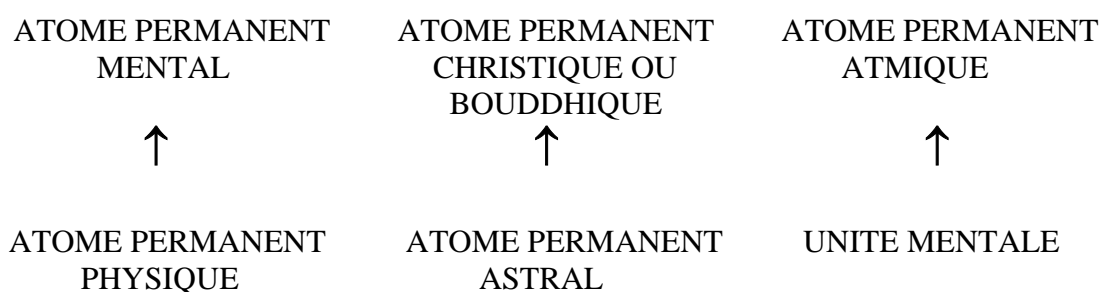 ATOME PERMANENT ATOME PERMANENT ATOME PERMANENT
MENTAL CHRISTIQUE OU ATMIQUE
BOUDDHIQUE
↑ ↑ ↑
ATOME PERMANENT ATOME PERMANENT UNITE MENTALE
PHYSIQUE ASTRAL